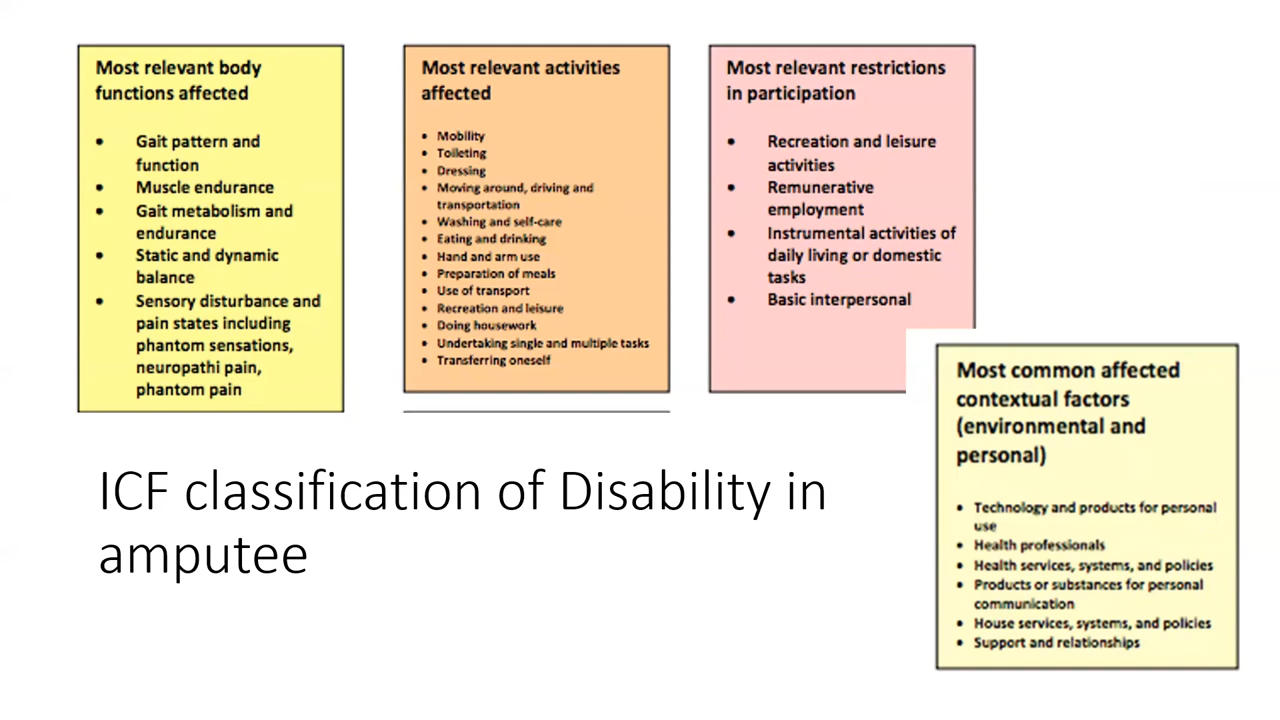 Most relevant body
functions affected
• Gait pattern and
function
• Muscle endurance
• Gait metabolism and
endurance
• Static and dynamic
balance
• Sensory disturbance and
pain states including
phantom sensations,
neuropathi pain,
phantom pain
Most relevant activities
affected
• Mobility
• Toileting
• Dressing
• Moving around, driving and
transportation
• Washing and self-care
• Eating and drinking
• Hand and arm use
• Preparation of meals
• Use of transport
• Recreation and leisure
• Doing housework
• Undertaking single and multiple tasks
• Transferring oneself
Most relevant restrictions
in participation
• Recreation and leisure
activities
• Remunerative
employment
• Instrumental activities of
daily living or domestic
tasks
• Basic interpersonal
Most common affected
contextual factors
(environmental and
personal)
• Technology and products for personal
use
• Health professionals
• Health services, systems, and policies
• Products or substances for personal
communication
• House services, systems, and policies
• Support and relationships
ICF classification of Disability in
amputee